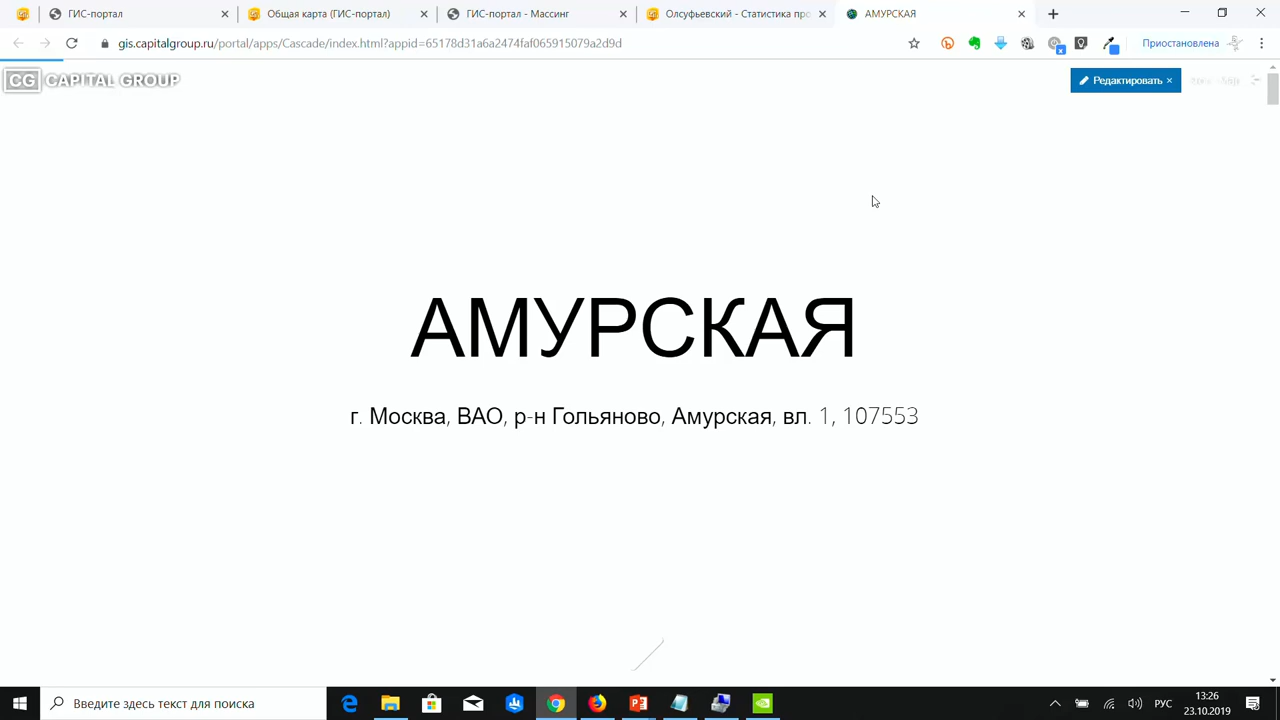 ГИС-портал
Общая карта (ГИС-портал)
ГИС-портал - Массинг
Олсуфьевский - Статистика про
АМУРСКАЯ
gis.capitalgroup.ru/portal/apps/Cascade/index.html?appid=65178d31a6a2474faf065915079a2d9d
Приостановлена
CG CAPITAL GROUP
Редактировать ×
АМУРСКАЯ
г. Москва, ВАО, р-н Гольяново, Амурская, вл. 1, 107553
Введите здесь текст для поиска
РУС
13:26
23.10.2019